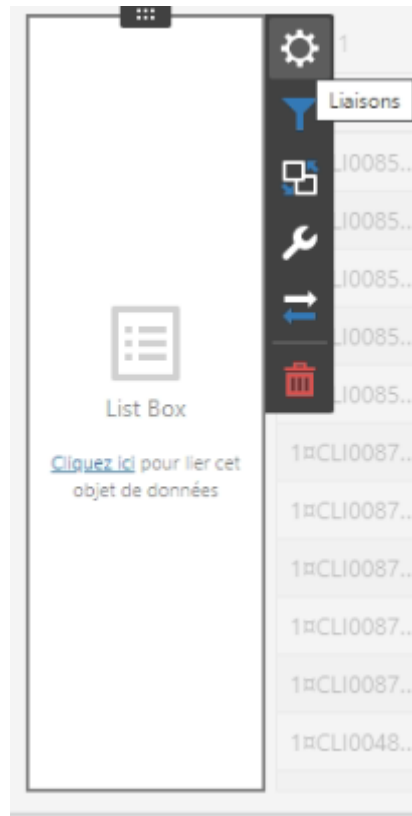 1
Liaisons
LI0085..
LI0085..
LI0085..
LI0085..
LI0085..
List Box
Cliquez ici pour lier cet
objet de données
1¤CLI0087..
1¤CLI0087..
1¤CLI0087..
1¤CLI0087..
1¤CLI0087..
1¤CLI0048..